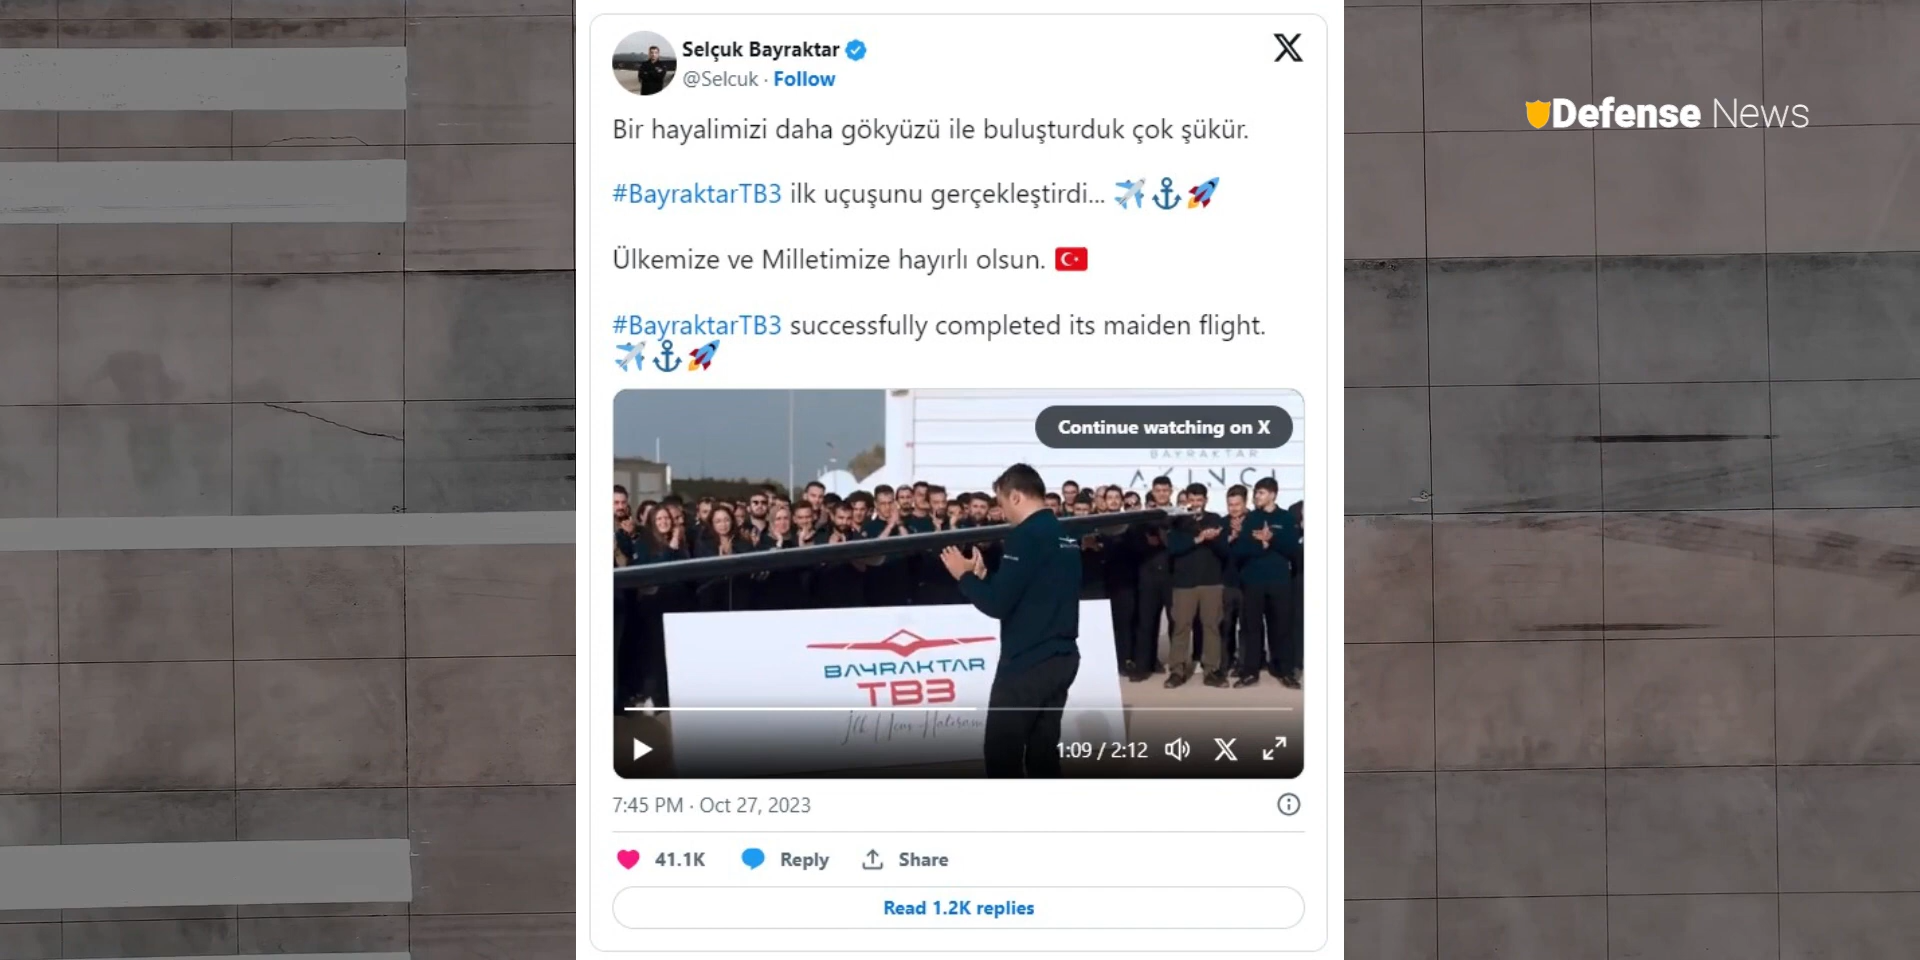 Selçuk Bayraktar
@Selcuk · Follow
Defense News
Bir hayalimizi daha gökyüzü ile buluşturduk çok şükür.
#BayraktarTB3 ilk uçuşunu gerçekleştirdi...
Ülkemize ve Milletimize hayırlı olsun.
#BayraktarTB3 successfully completed its maiden flight.
Continue watching on X
BAYRAKTAR
AKINCI
BAYRAKTAR
TB3
1:09 / 2:12
7:45 PM · Oct 27, 2023
41.1K Reply Share
Read 1.2K replies